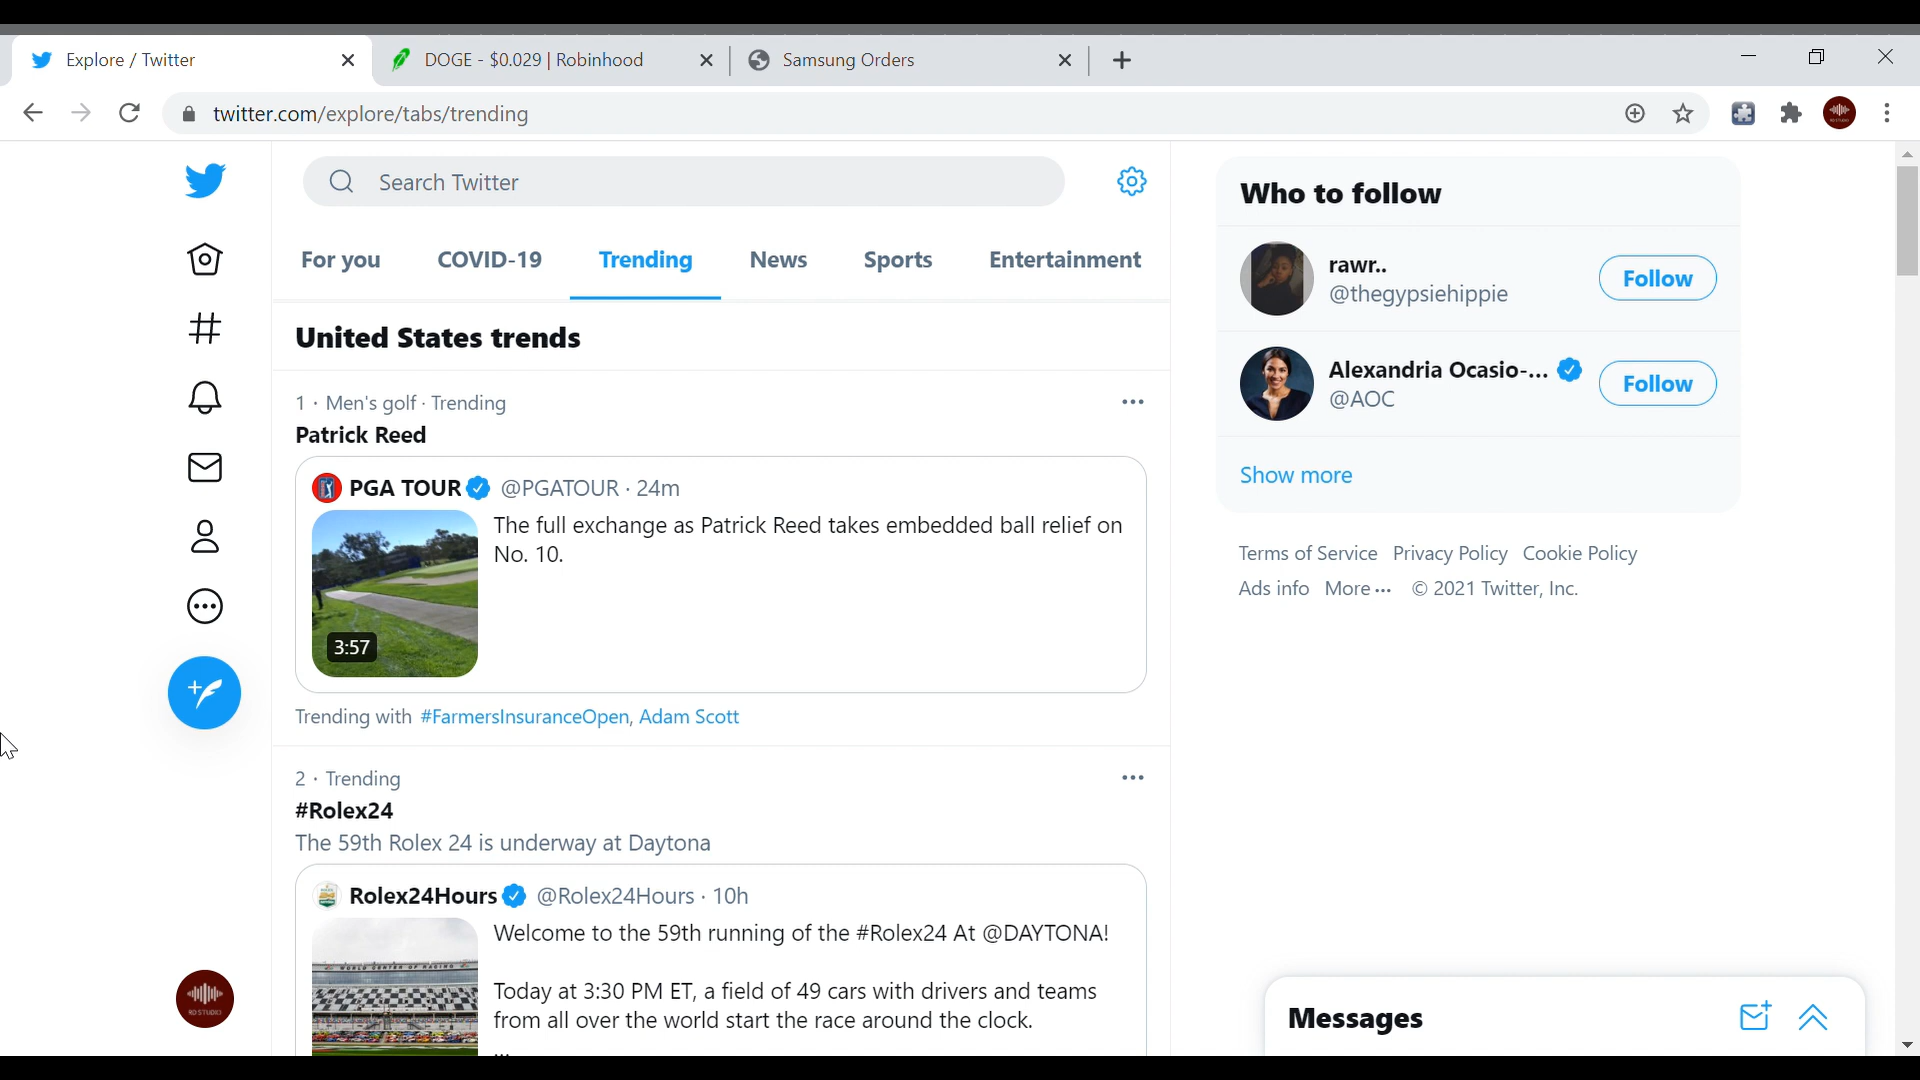 Explore / Twitter
DOGE - $0.029 | Robinhood
Samsung Orders
twitter.com/explore/tabs/trending
Search Twitter
For you
COVID-19
Trending
News
Sports
Entertainment
United States trends
1 · Men's golf · Trending
Patrick Reed
PGA TOUR @PGATOUR · 24m
The full exchange as Patrick Reed takes embedded ball relief on
No. 10.
3:57
Trending with #FarmersInsuranceOpen, Adam Scott
2 · Trending
#Rolex24
The 59th Rolex 24 is underway at Daytona
Rolex24Hours @Rolex24Hours · 10h
Welcome to the 59th running of the #Rolex24 At @DAYTONA!
Today at 3:30 PM ET, a field of 49 cars with drivers and teams
from all over the world start the race around the clock.
WORLD CENTER OF RACING
RD STUDIO
Who to follow
rawr..
@thegypsiehippie
Follow
Alexandria Ocasio-...
@AOC
Follow
Show more
Terms of Service Privacy Policy Cookie Policy
Ads info More ··· © 2021 Twitter, Inc.
Messages